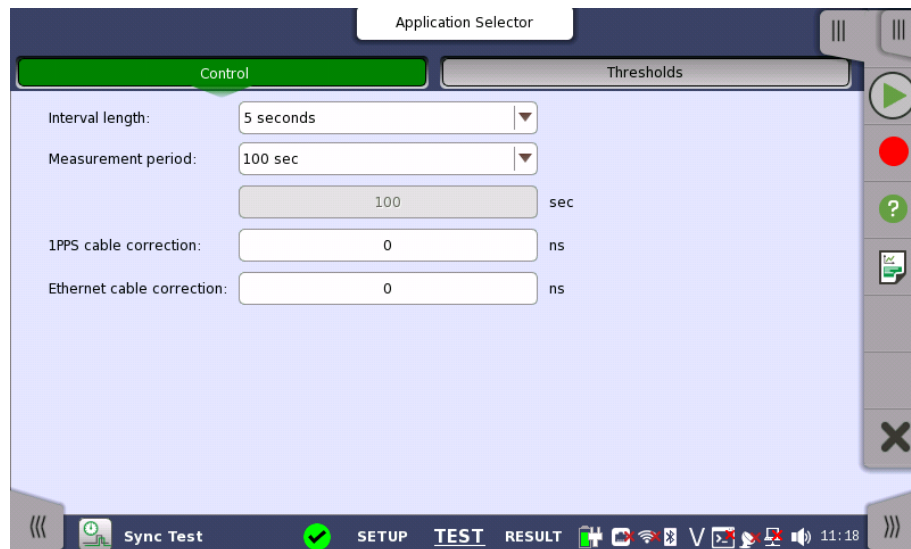 Application Selector
Control
Thresholds
Interval length:
5 seconds
Measurement period:
100 sec
100
sec
1PPS cable correction:
0
ns
Ethernet cable correction:
0
ns
Sync Test
SETUP
TEST
RESULT
V
11:18